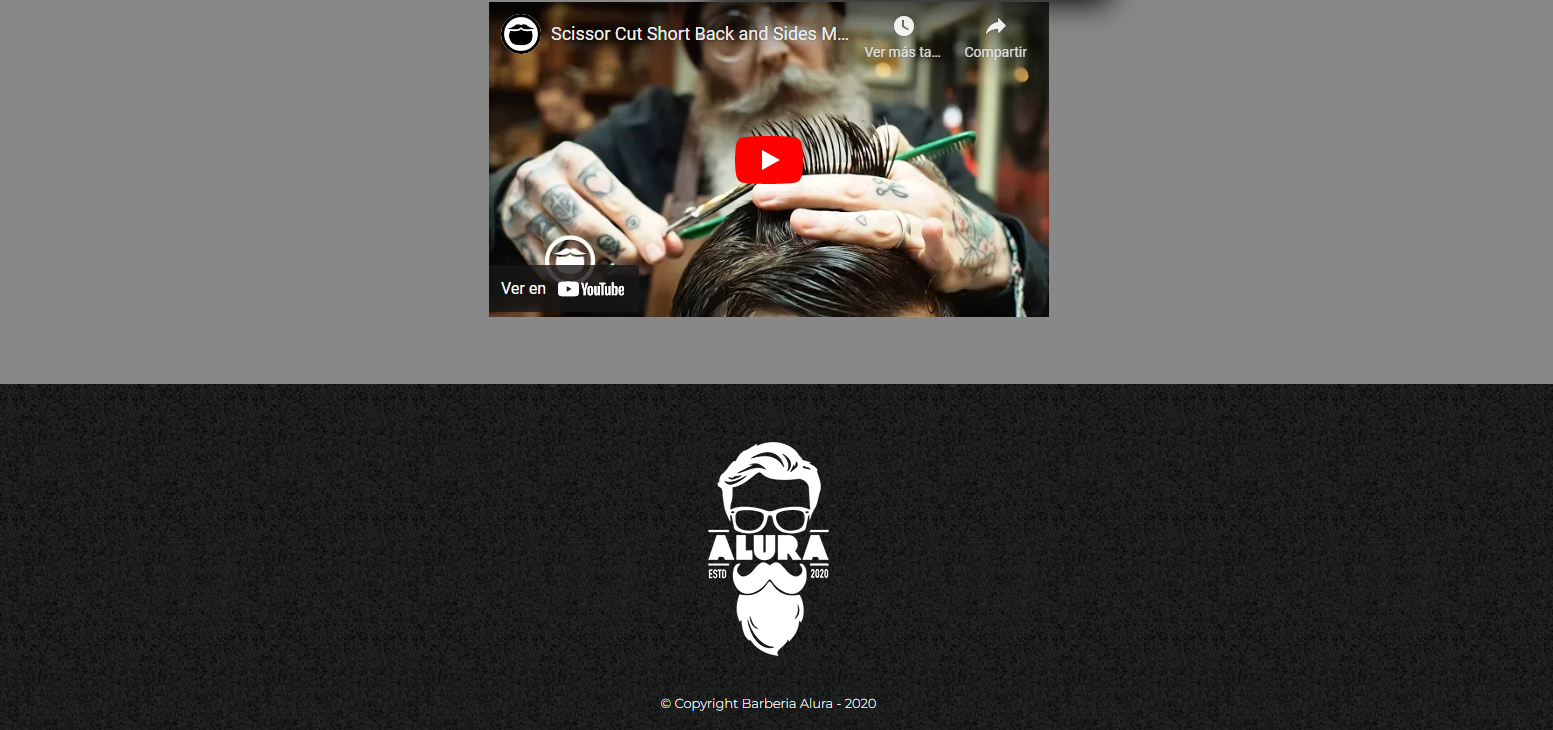 Scissor Cut Short Back and Sides M...
Ver más ta...
Compartir
Ver en YouTube
ALURA
ESTD 2020
© Copyright Barberia Alura - 2020